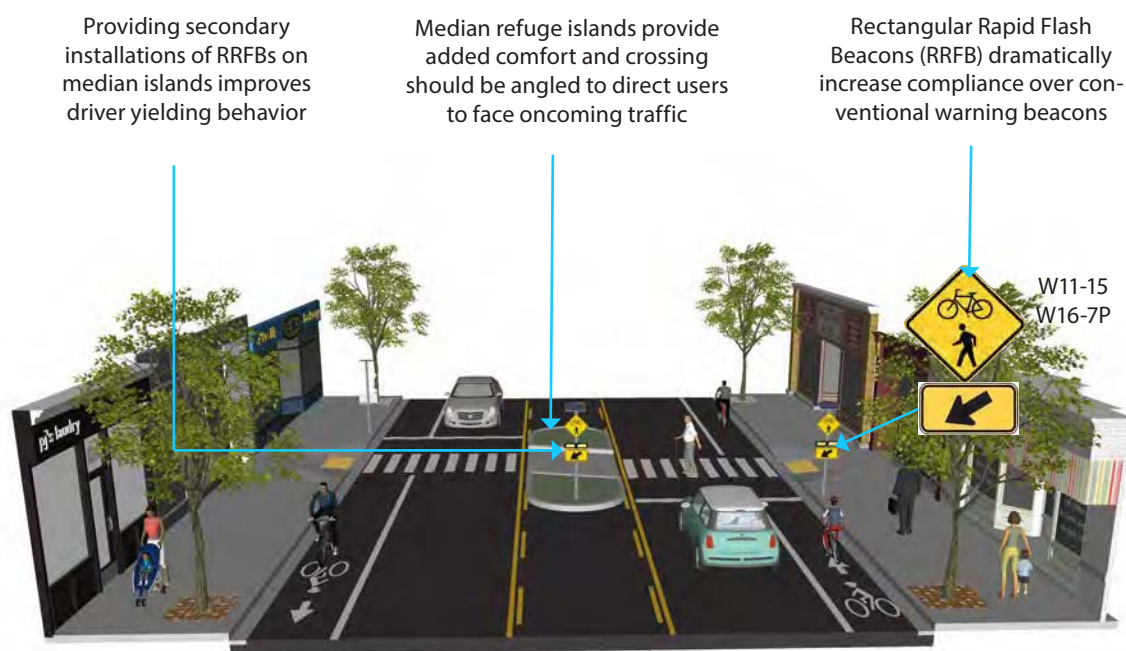 Providing secondary
installations of RRFBs on
median islands improves
driver yielding behavior
Median refuge islands provide
added comfort and crossing
should be angled to direct users
to face oncoming traffic
Rectangular Rapid Flash
Beacons (RRFB) dramatically
increase compliance over con-
ventional warning beacons
W11-15
W16-7P
pj's laundry